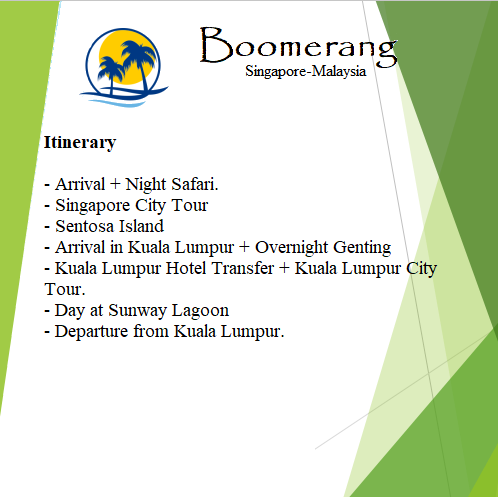 Boomerang
Singapore-Malaysia
Itinerary
- Arrival + Night Safari.
- Singapore City Tour
- Sentosa Island
- Arrival in Kuala Lumpur + Overnight Genting
- Kuala Lumpur Hotel Transfer + Kuala Lumpur City
Tour.
- Day at Sunway Lagoon
- Departure from Kuala Lumpur.